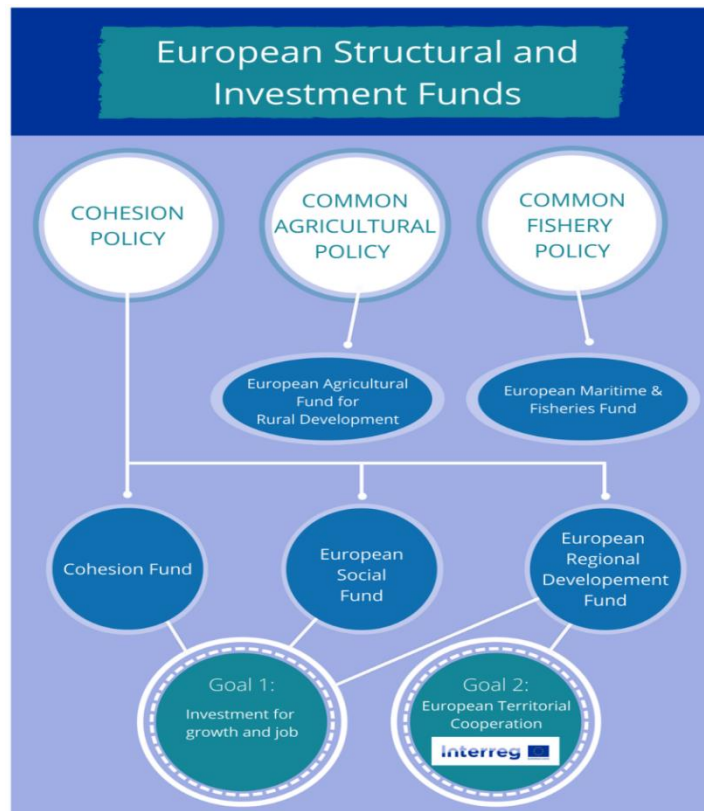 European Structural and
Investment Funds
COHESION
POLICY
COMMON
AGRICULTURAL
POLICY
COMMON
FISHERY
POLICY
European Agricultural
Fund for
Rural Development
European Maritime &
Fisheries Fund
Cohesion Fund
European
Social
Fund
European
Regional
Developement
Fund
Goal 1:
Investment for
growth and job
Goal 2:
European Territorial
Cooperation
Interreg